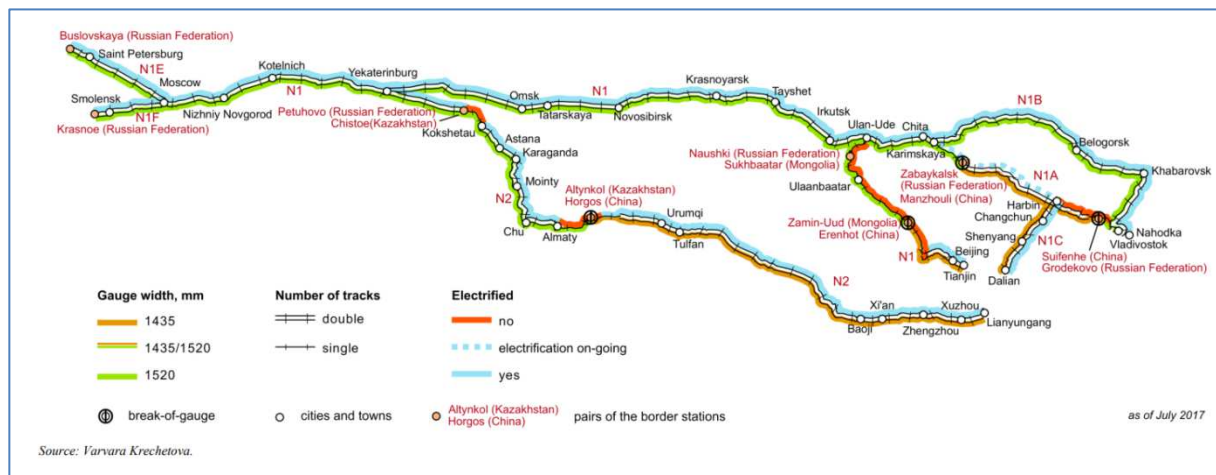 Buslovskaya (Russian Federation)
Saint Petersburg
N1E
Moscow
Smolensk
N1F
Krasnoe (Russian Federation)
Nizhniy Novgorod
Kotelnich
N1
Yekaterinburg
Petuhovo (Russian Federation)
Chistoe(Kazakhstan)
Kokshetau
Omsk
Tatarskaya
N1
Novosibirsk
Krasnoyarsk
Tayshet
Irkutsk
Ulan-Ude
Chita
Karimskaya
N1B
Belogorsk
Khabarovsk
Naushki (Russian Federation)
Sukhbaatar (Mongolia)
Ulaanbaatar
Zabaykalsk
(Russian Federation)
Manzhouli (China)
N1A
Harbin
Changchun
Shenyang
N1C
Dalian
Nahodka
Vladivostok
Suifenhe (China)
Grodekovo (Russian Federation)
Zamin-Uud (Mongolia)
Erenhot (China)
N1
Beijing
Tianjin
Astana
Karaganda
Mointy
N2
Chu
Almaty
Altynkol (Kazakhstan)
Horgos (China)
Urumqi
Tulfan
N2
Baoji
Xi'an
Zhengzhou
Xuzhou
Lianyungang
Gauge width, mm
1435
1435/1520
1520
Number of tracks
double
single
Electrified
no
electrification on-going
yes
break-of-gauge
cities and towns
Altynkol (Kazakhstan)
Horgos (China)
pairs of the border stations
as of July 2017
Source: Varvara Krechetova.